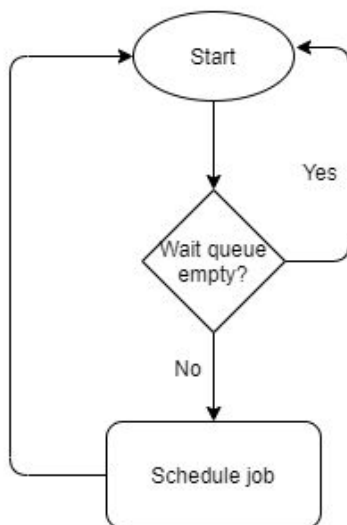 Start
Yes
Wait queue
empty?
No
Schedule job